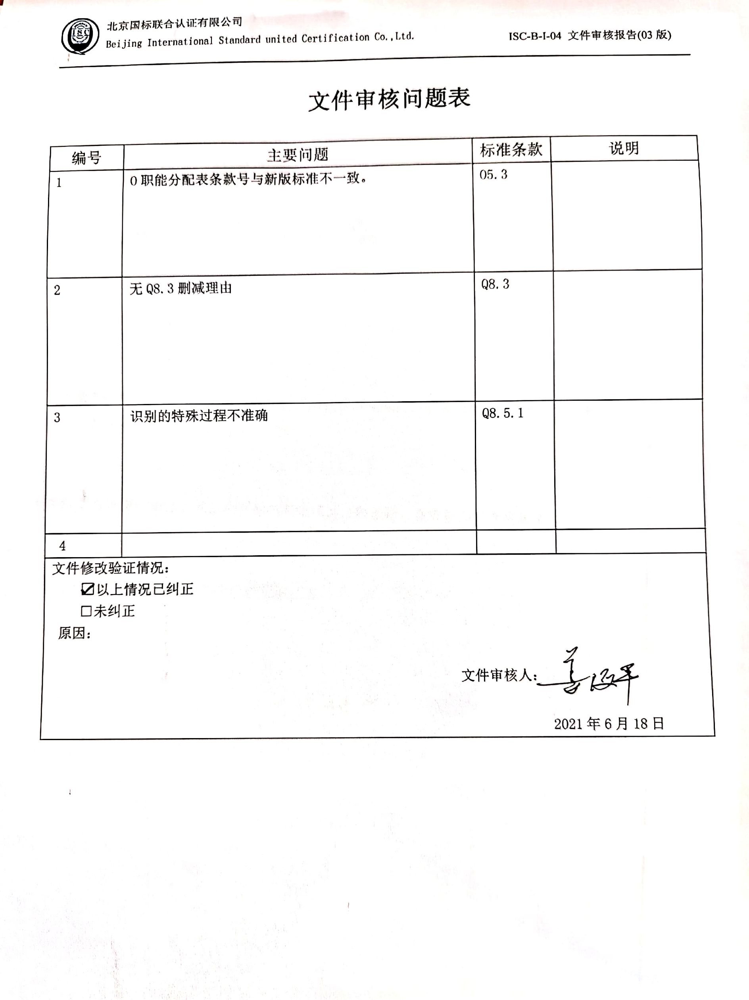 ISC
北京国标联合认证有限公司
Beijing International Standard united Certification Co.,Ltd.
ISC-B-I-04 文件审核报告(03 版)
文件审核问题表
编号 主要问题 标准条款 说明
1 O 职能分配表条款号与新版标准不一致。 O5.3
2 无 Q8.3 删减理由 Q8.3
3 识别的特殊过程不准确 Q8.5.1
4
文件修改验证情况：
☑以上情况已纠正
□未纠正
原因：
文件审核人：
2021 年 6 月 18 日